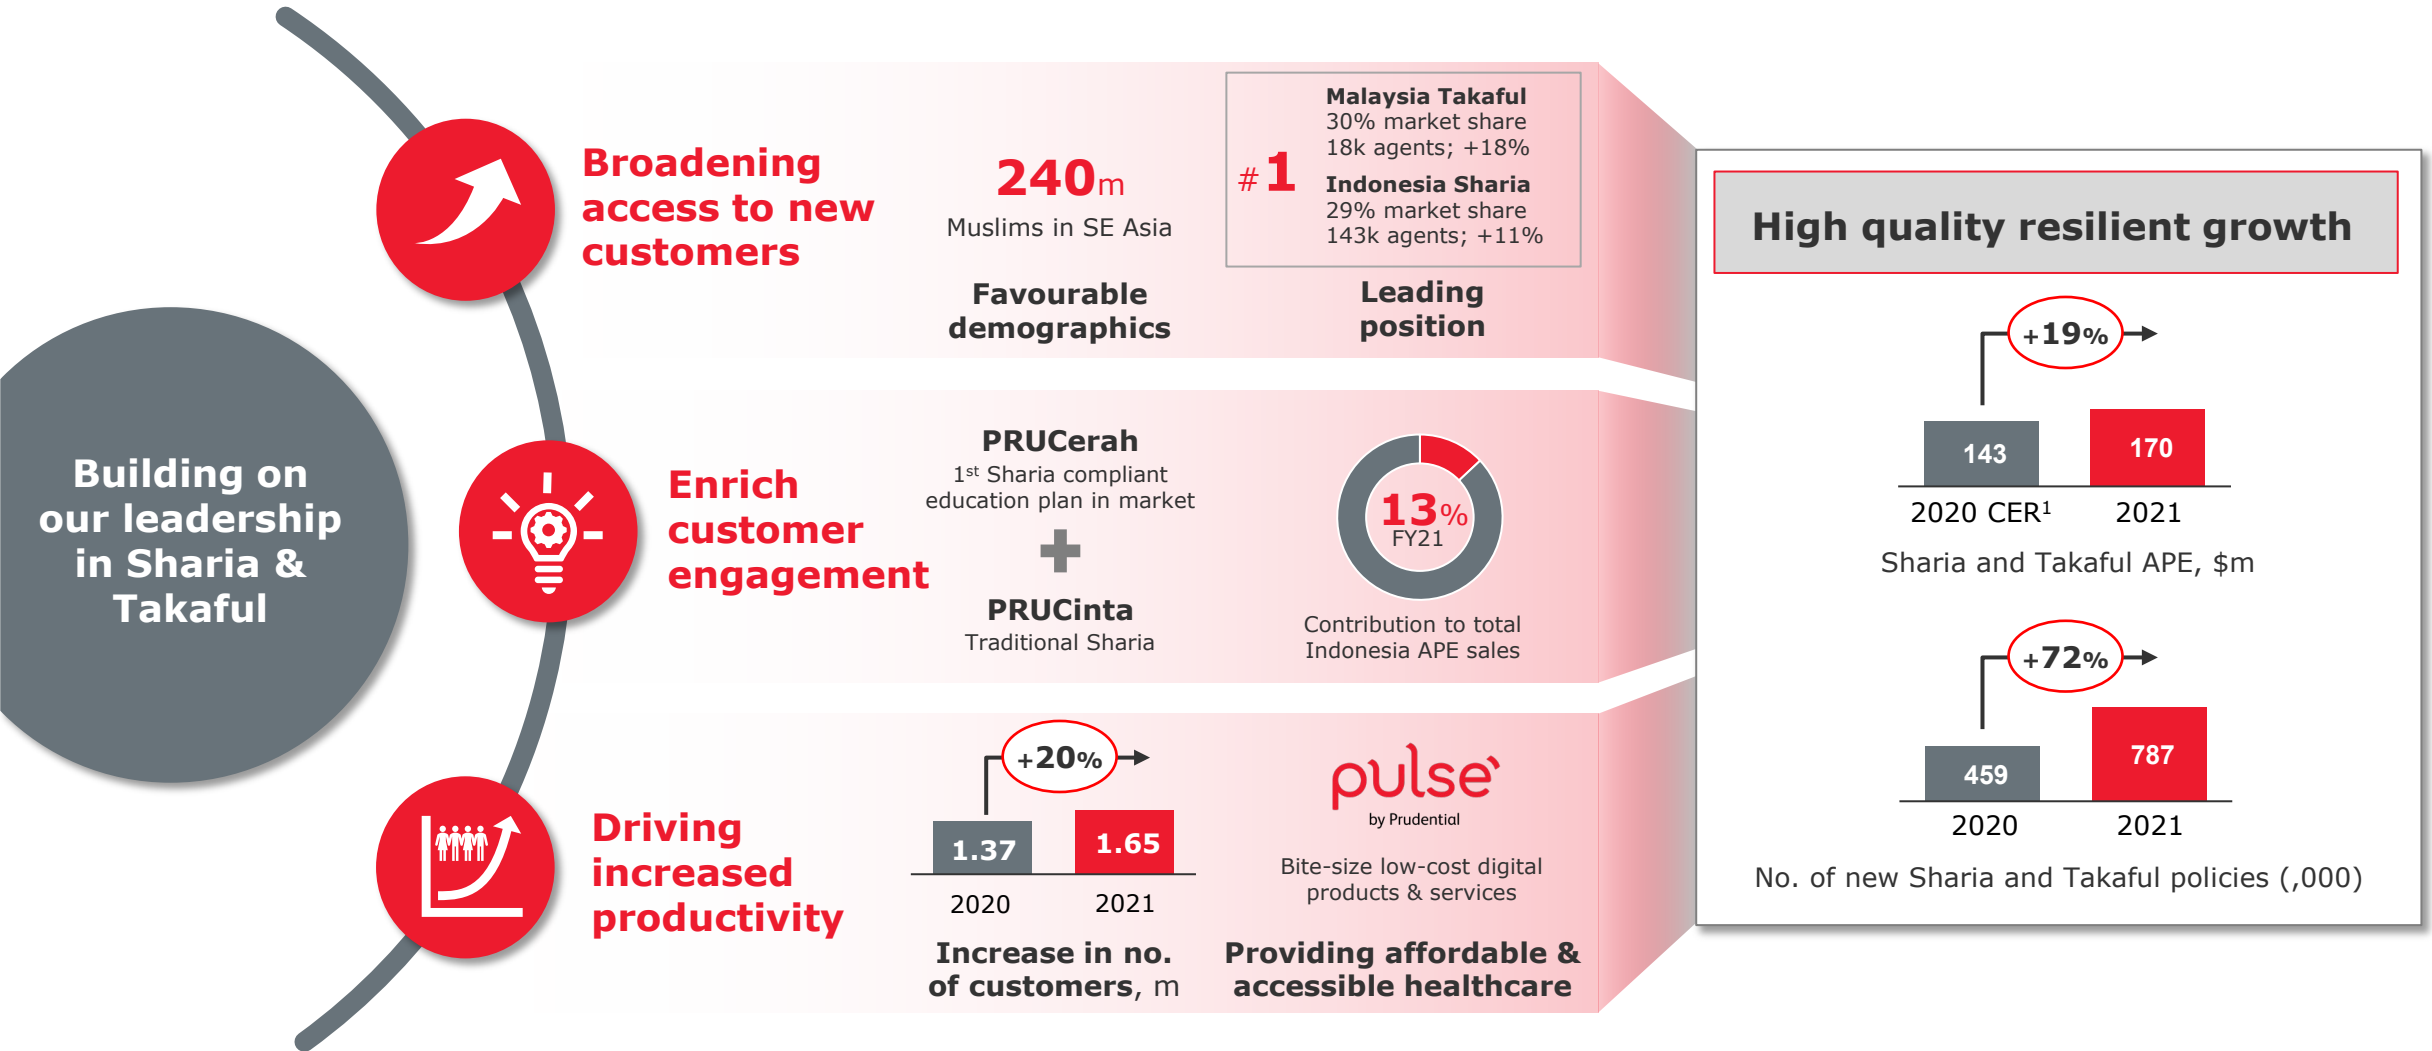 Building on
our leadership
in Sharia &
Takaful
Broadening
access to new
customers
240m
Muslims in SE Asia
Favourable
demographics
#1
Malaysia Takaful
30% market share
18k agents; +18%
Indonesia Sharia
29% market share
143k agents; +11%
Leading
position
Enrich
customer
engagement
PRUCerah
1st Sharia compliant
education plan in market
PRUCinta
Traditional Sharia
13%
FY21
Contribution to total
Indonesia APE sales
Driving
increased
productivity
+20%
1.37
1.65
2020
2021
Increase in no.
of customers, m
pulse
by Prudential
Bite-size low-cost digital
products & services
Providing affordable &
accessible healthcare
High quality resilient growth
+19%
143
170
2020 CER1
2021
Sharia and Takaful APE, $m
+72%
459
787
2020
2021
No. of new Sharia and Takaful policies (,000)